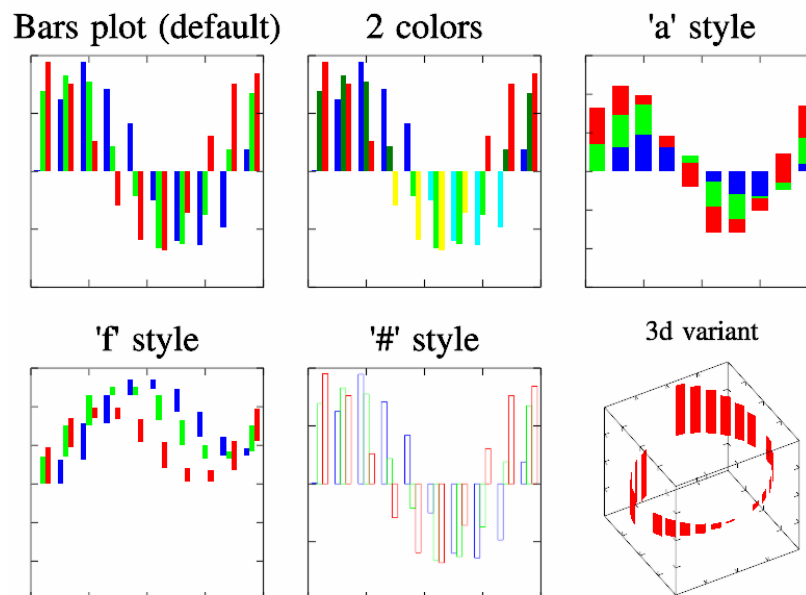 Bars plot (default)
2 colors
'a' style
'f' style
'#' style
3d variant